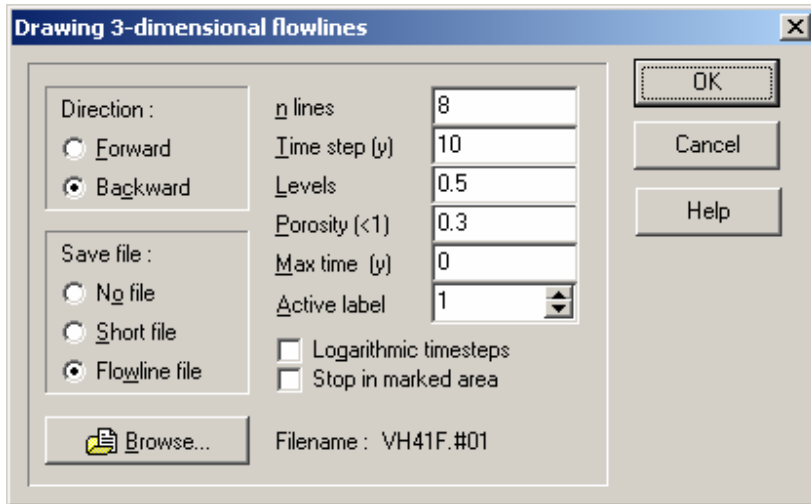 Drawing 3-dimensional flowlines
Direction :
Forward
Backward
Save file :
No file
Short file
Flowline file
Browse...
n lines 8
Time step (y) 10
Levels 0.5
Porosity (<1) 0.3
Max time (y) 0
Active label 1
Logarithmic timesteps
Stop in marked area
Filename : VH41F.#01
OK
Cancel
Help